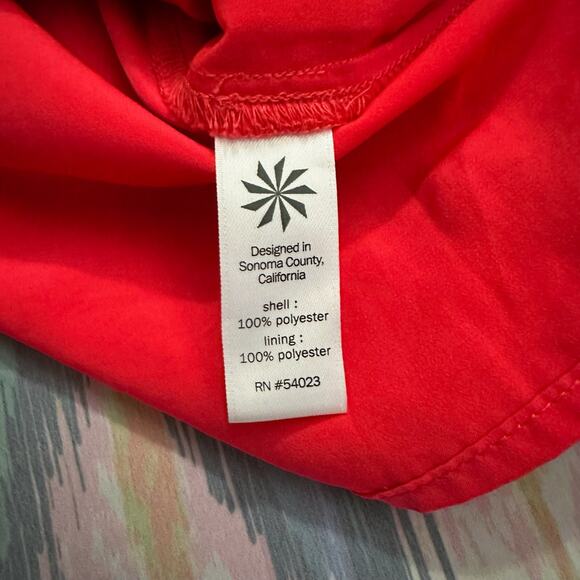 Designed in
Sonoma County,
California
shell :
100% polyester
lining :
100% polyester
RN #54023